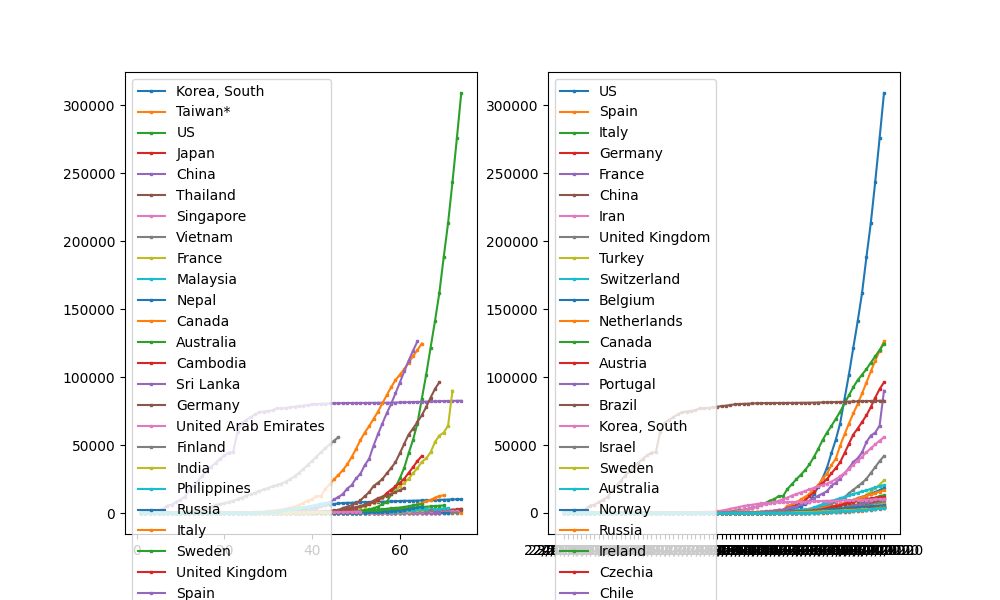 300000
250000
200000
150000
100000
50000
0
0
20
40
60
Korea, South
Taiwan*
US
Japan
China
Thailand
Singapore
Vietnam
France
Malaysia
Nepal
Canada
Australia
Cambodia
Sri Lanka
Germany
United Arab Emirates
Finland
India
Philippines
Russia
Italy
Sweden
United Kingdom
Spain
300000
250000
200000
150000
100000
50000
0
US
Spain
Italy
Germany
France
China
Iran
United Kingdom
Turkey
Switzerland
Belgium
Netherlands
Canada
Austria
Portugal
Brazil
Korea, South
Israel
Sweden
Australia
Norway
Russia
Ireland
Czechia
Chile